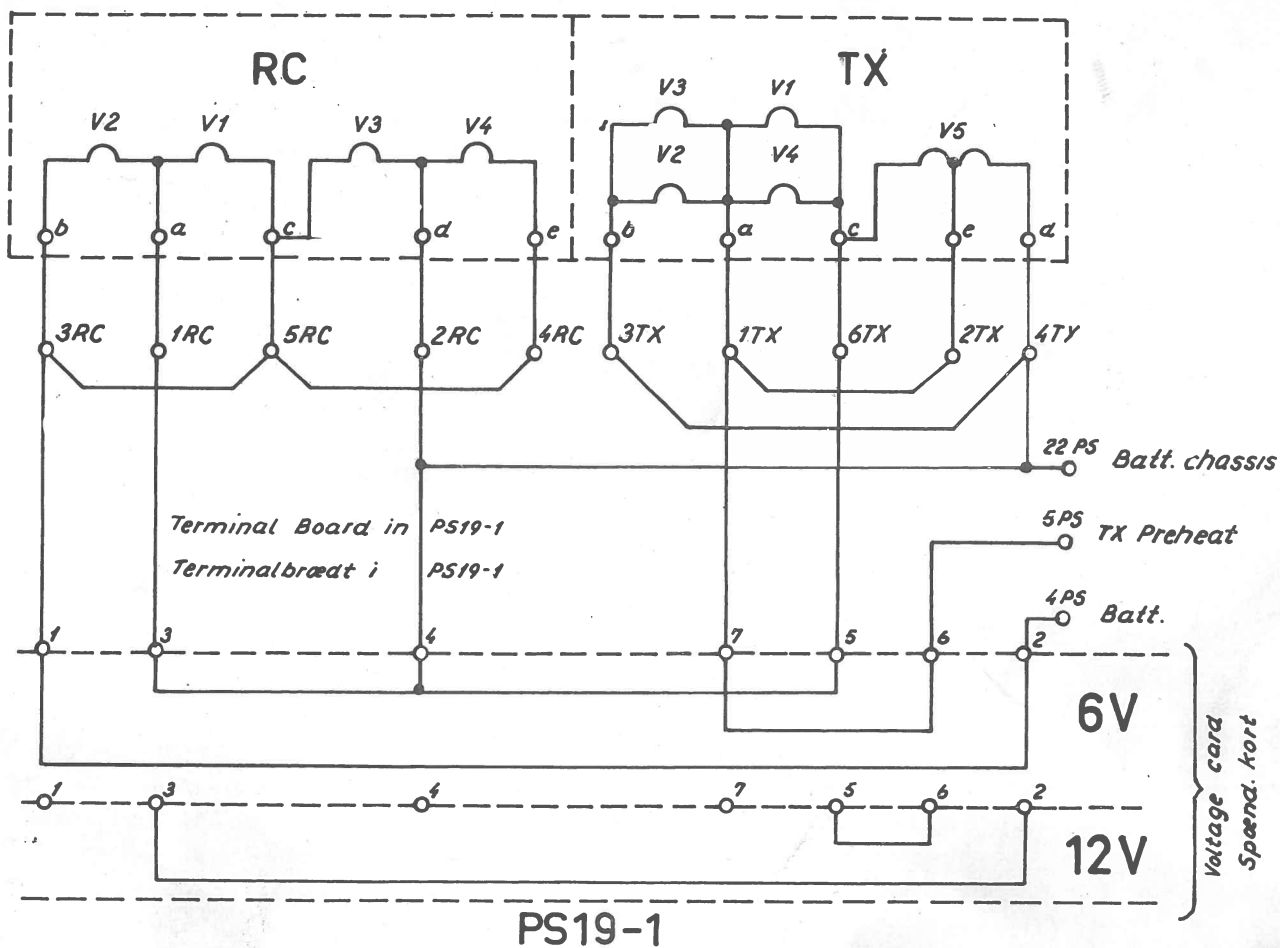 RC TX
V2 V1 V3 V4
V3 V1
V2 V4
V5
b a c d e b a c e d
3RC 1RC 5RC 2RC 4RC 3TX 1TX 6TX 2TX 4TY
22 PS Batt. chassis
Terminal Board in PS19-1
5PS TX Preheat
Terminalbrædt i PS19-1
4PS Batt.
1 3 4 7 5 6 2
6V
1 3 4 7 5 6 2
12V
Voltage card
Spænd. kort
PS19-1